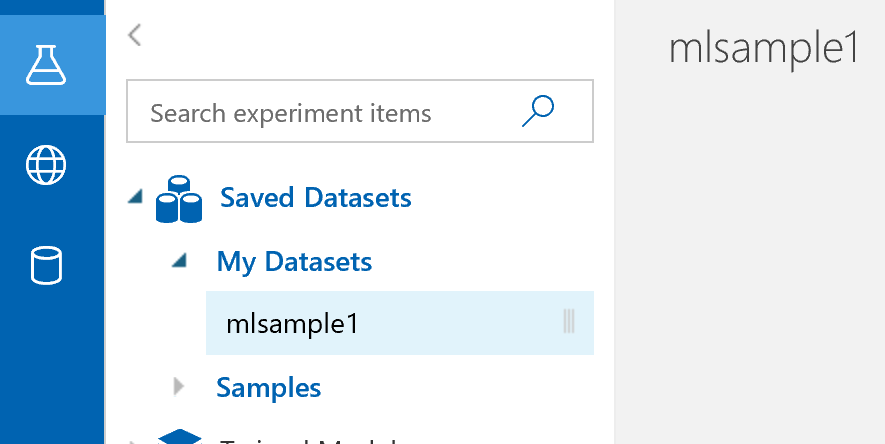 mlsample1
Search experiment items
Saved Datasets
My Datasets
mlsample1
Samples